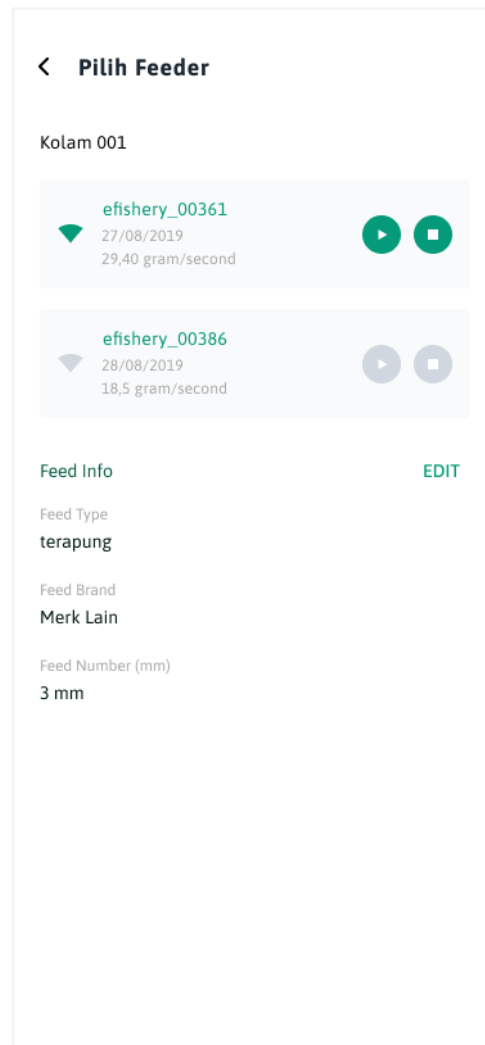 Pilih Feeder
Kolam 001
efishery_00361
27/08/2019
29,40 gram/second
efishery_00386
28/08/2019
18,5 gram/second
Feed Info
EDIT
Feed Type
terapung
Feed Brand
Merk Lain
Feed Number (mm)
3 mm